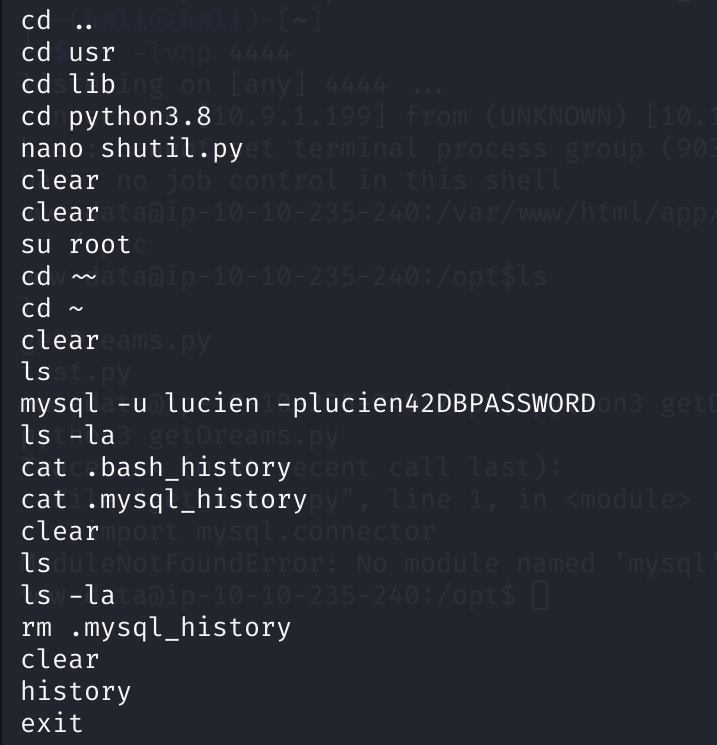 cd ..
cd usr
cd lib
cd python3.8
nano shutil.py
clear
clear
su root
cd ~~
cd ~
clear
ls
mysql -u lucien -plucien42DBPASSWORD
ls -la
cat .bash_history
cat .mysql_history
clear
ls
ls -la
rm .mysql_history
clear
history
exit